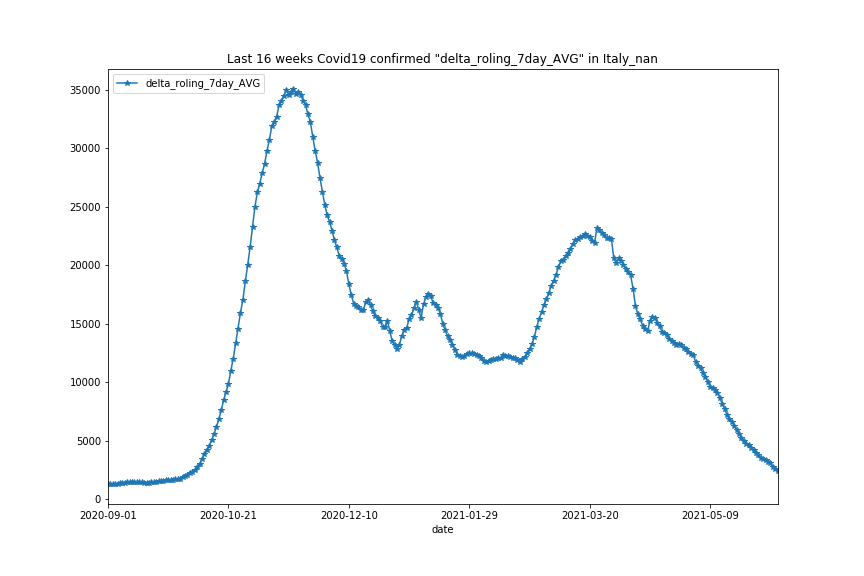 Last 16 weeks Covid19 confirmed "delta_roling_7day_AVG" in Italy_nan
delta_roling_7day_AVG
35000
30000
25000
20000
15000
10000
5000
0
2020-09-01 2020-10-21 2020-12-10 2021-01-29 2021-03-20 2021-05-09
date